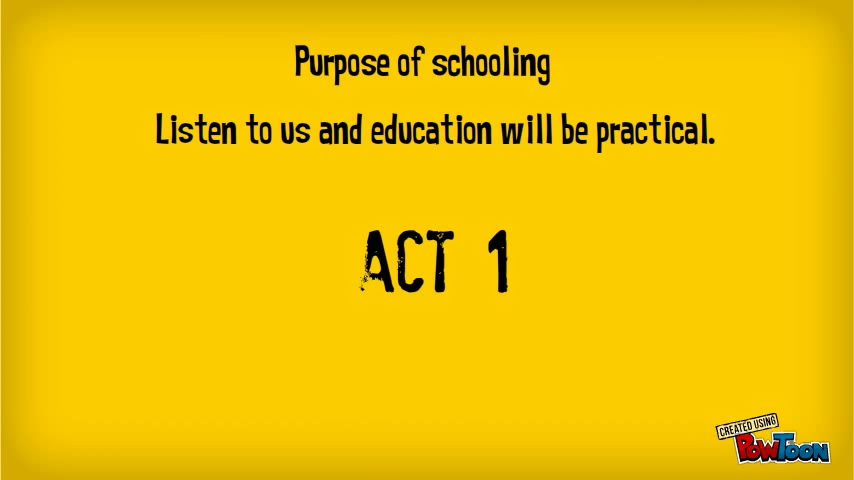 Purpose of schooling
Listen to us and education will be practical.
ACT 1
CREATED USING
POWTOON